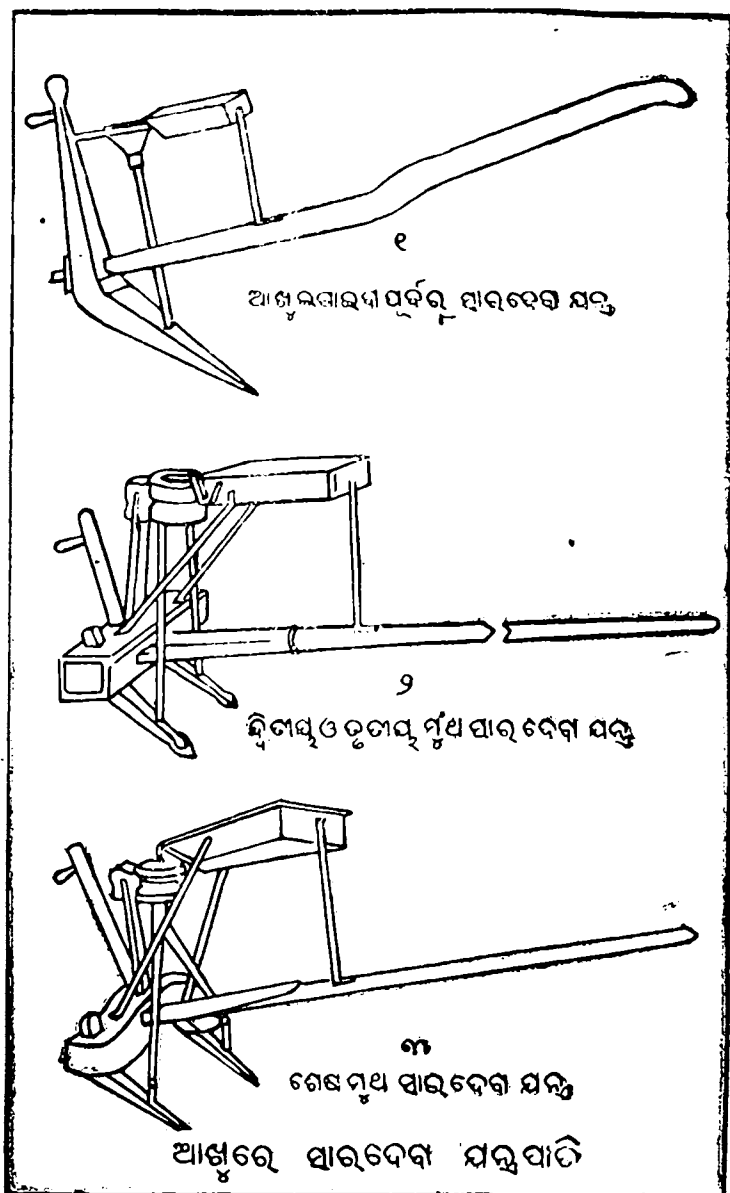 ୧
ଆଖୁ ଲଗାଇବା ପୂର୍ବରୁ ସାର ଦେବା ଯନ୍ତ୍ର
୨
ଦ୍ୱିତୀୟ ଓ ତୃତୀୟ ମୁଥ ସାର ଦେବା ଯନ୍ତ୍ର
୩
ଶେଷ ମୁଥ ସାର ଦେବା ଯନ୍ତ୍ର
ଆଖୁରେ ସାର ଦେବା ଯନ୍ତ୍ରପାତି